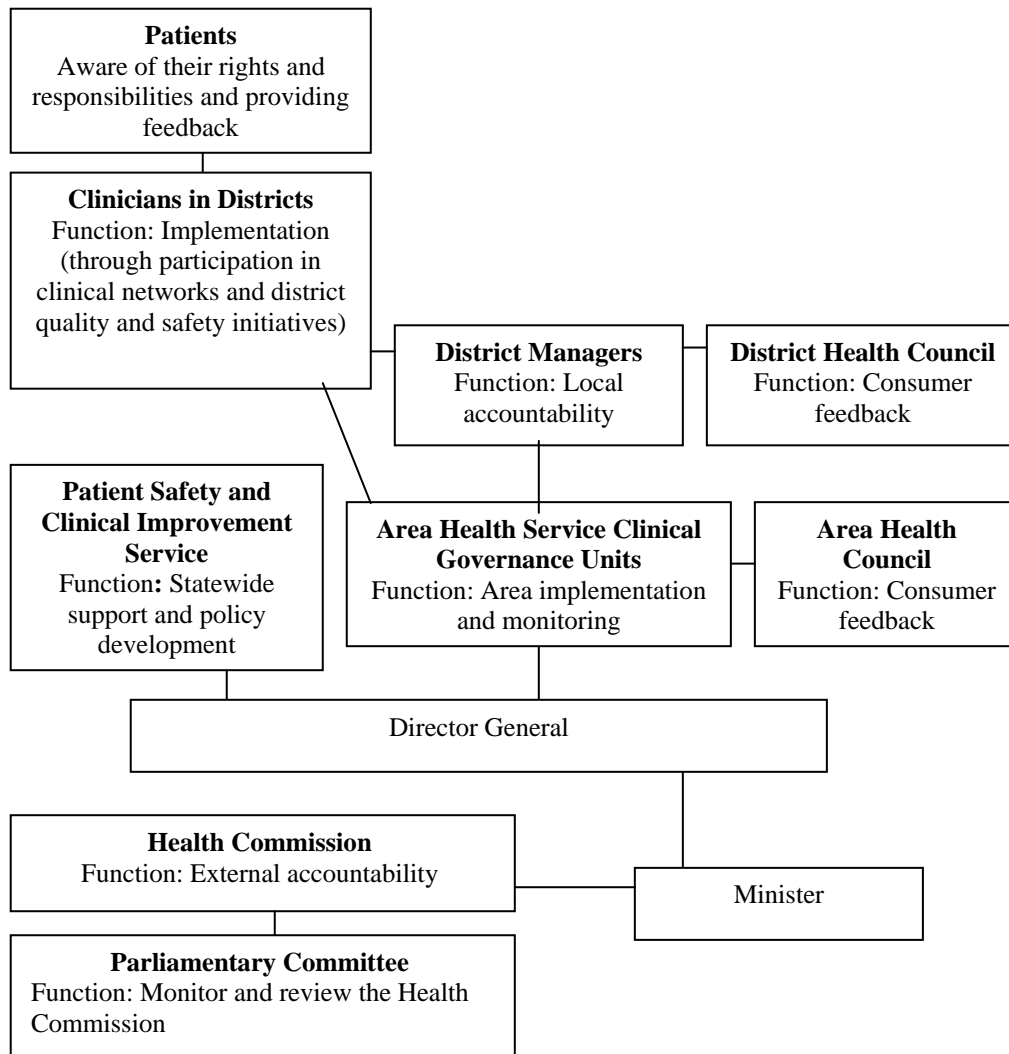 Patients
Aware of their rights and
responsibilities and providing
feedback
Clinicians in Districts
Function: Implementation
(through participation in
clinical networks and district
quality and safety initiatives)
District Managers
Function: Local
accountability
District Health Council
Function: Consumer
feedback
Patient Safety and
Clinical Improvement
Service
Function: Statewide
support and policy
development
Area Health Service Clinical
Governance Units
Function: Area implementation
and monitoring
Area Health
Council
Function: Consumer
feedback
Director General
Health Commission
Function: External accountability
Minister
Parliamentary Committee
Function: Monitor and review the Health
Commission